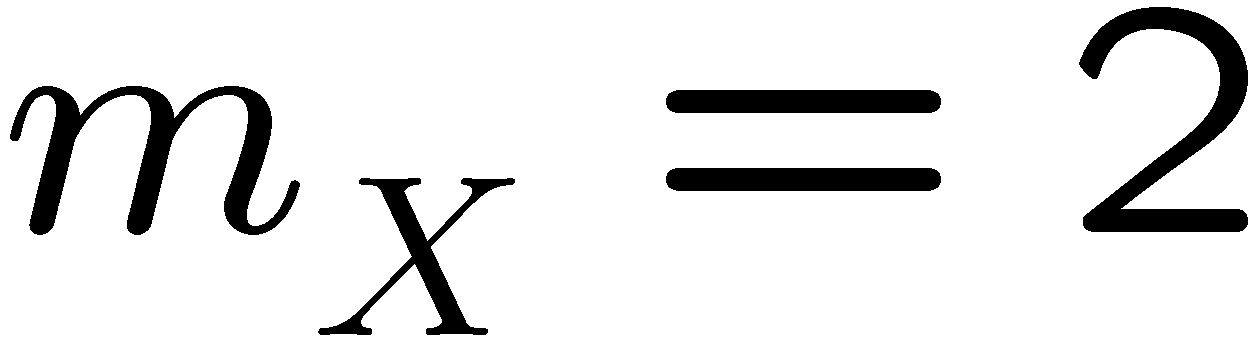 m_X = 2